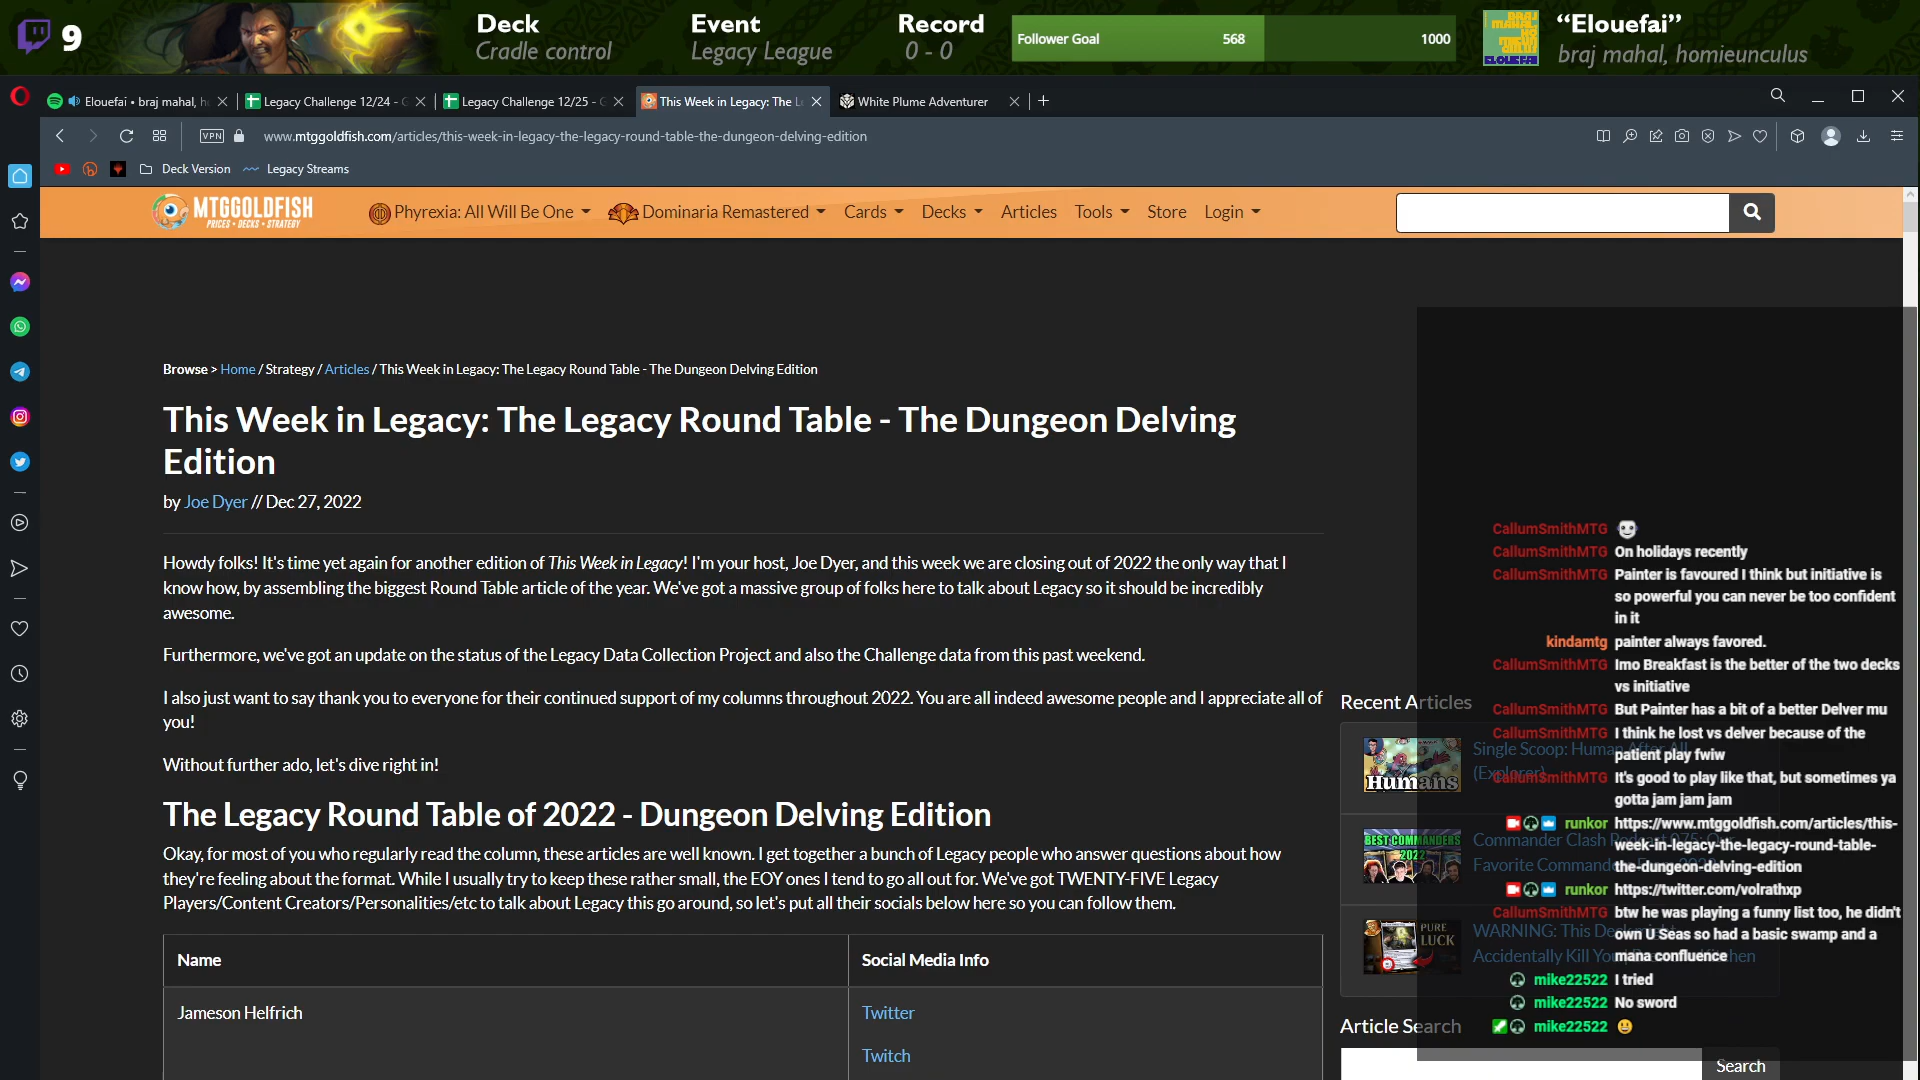 9
Deck
Cradle control
Event
Legacy League
Record
0 - 0
Follower Goal 568 1000
BRAJ
MAHAL
ELOUEFAI
“Elouefai”
braj mahal, homieunculus
Elouefai • braj mahal, h
Legacy Challenge 12/24 - G
Legacy Challenge 12/25 - G
This Week in Legacy: The L
White Plume Adventurer
VPN
www.mtggoldfish.com/articles/this-week-in-legacy-the-legacy-round-table-the-dungeon-delving-edition
Deck Version
Legacy Streams
MTGGOLDFISH
PRICES • DECKS • STRATEGY
Phyrexia: All Will Be One
Dominaria Remastered
Cards
Decks
Articles
Tools
Store
Login
Browse > Home / Strategy / Articles / This Week in Legacy: The Legacy Round Table - The Dungeon Delving Edition
This Week in Legacy: The Legacy Round Table - The Dungeon Delving
Edition
by Joe Dyer // Dec 27, 2022
Howdy folks! It's time yet again for another edition of This Week in Legacy! I'm your host, Joe Dyer, and this week we are closing out of 2022 the only way that I
know how, by assembling the biggest Round Table article of the year. We've got a massive group of folks here to talk about Legacy so it should be incredibly
awesome.
Furthermore, we've got an update on the status of the Legacy Data Collection Project and also the Challenge data from this past weekend.
I also just want to say thank you to everyone for their continued support of my columns throughout 2022. You are all indeed awesome people and I appreciate all of
you!
Without further ado, let's dive right in!
The Legacy Round Table of 2022 - Dungeon Delving Edition
Okay, for most of you who regularly read the column, these articles are well known. I get together a bunch of Legacy people who answer questions about how
they're feeling about the format. While I usually try to keep these rather small, the EOY ones I tend to go all out for. We've got TWENTY-FIVE Legacy
Players/Content Creators/Personalities/etc to talk about Legacy this go around, so let's put all their socials below here so you can follow them.
Name
Social Media Info
Jameson Helfrich
Twitter
Twitch
Recent Articles
Humans
Single Scoop: Human After All
(Explorer)
BEST COMMANDERS
2022
Commander Clash Podcast 075: Our
Favorite Commanders
PURE
LUCK
WARNING: This Deck
Accidentally Kill You
Article Search
Search
CallumSmithMTG
CallumSmithMTG On holidays recently
CallumSmithMTG Painter is favoured I think but initiative is
so powerful you can never be too confident
in it
kindamtg painter always favored.
CallumSmithMTG Imo Breakfast is the better of the two decks
vs initiative
CallumSmithMTG But Painter has a bit of a better Delver mu
CallumSmithMTG I think he lost vs delver because of the
patient play fwiw
CallumSmithMTG It's good to play like that, but sometimes ya
gotta jam jam jam
runkor https://www.mtggoldfish.com/articles/this-
week-in-legacy-the-legacy-round-table-
the-dungeon-delving-edition
runkor https://twitter.com/volrathxp
CallumSmithMTG btw he was playing a funny list too, he didn't
own U Seas so had a basic swamp and a
mana confluence
mike22522 I tried
mike22522 No sword
mike22522